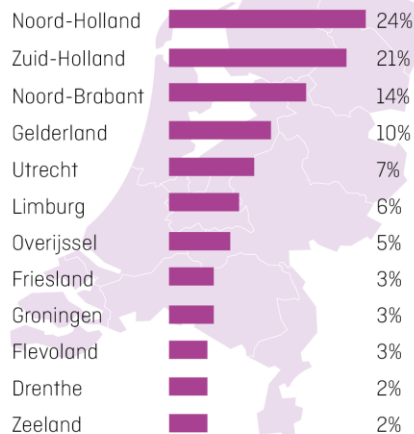 Noord-Holland 24%
Zuid-Holland 21%
Noord-Brabant 14%
Gelderland 10%
Utrecht 7%
Limburg 6%
Overijssel 5%
Friesland 3%
Groningen 3%
Flevoland 3%
Drenthe 2%
Zeeland 2%